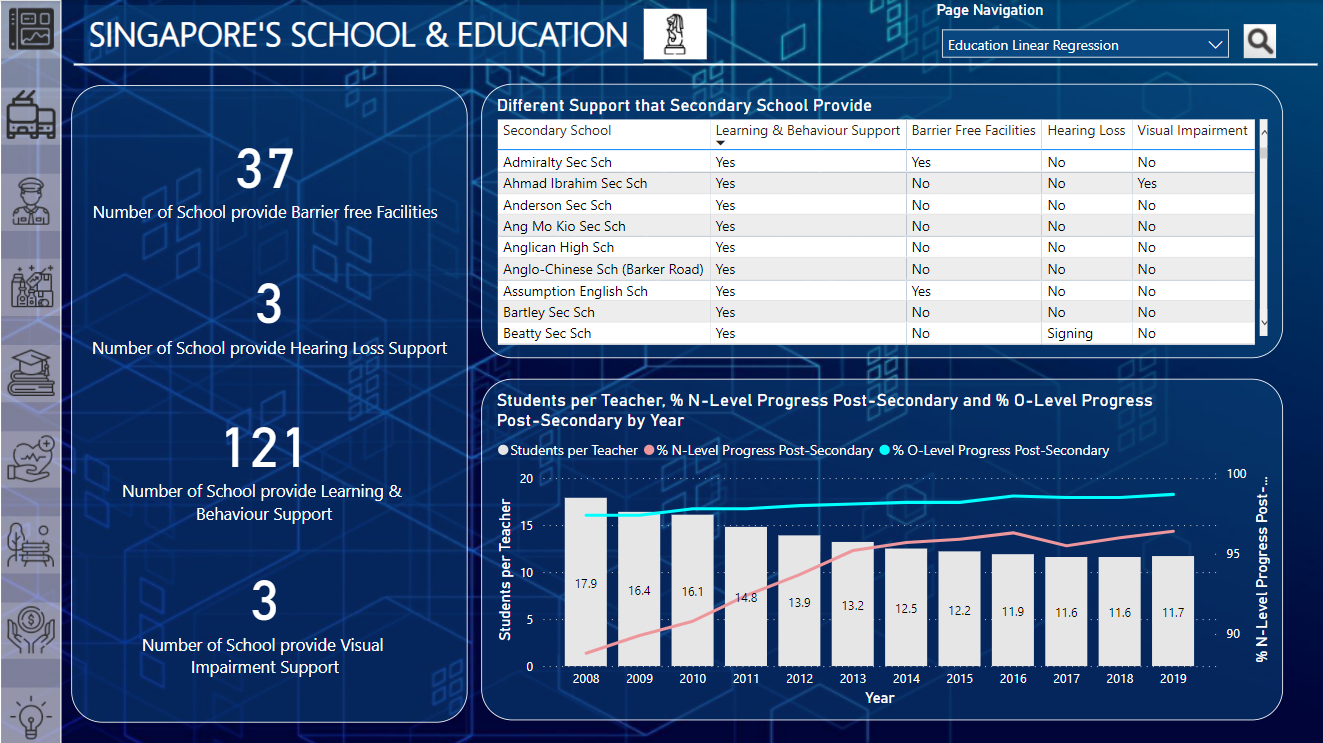 SINGAPORE'S SCHOOL & EDUCATION
Page Navigation
Education Linear Regression
37
Number of School provide Barrier free Facilities
3
Number of School provide Hearing Loss Support
121
Number of School provide Learning &
Behaviour Support
3
Number of School provide Visual
Impairment Support
Different Support that Secondary School Provide
Secondary School Learning & Behaviour Support Barrier Free Facilities Hearing Loss Visual Impairment
Admiralty Sec Sch Yes Yes No No
Ahmad Ibrahim Sec Sch Yes No No Yes
Anderson Sec Sch Yes No No No
Ang Mo Kio Sec Sch Yes No No No
Anglican High Sch Yes No No No
Anglo-Chinese Sch (Barker Road) Yes No No No
Assumption English Sch Yes Yes No No
Bartley Sec Sch Yes No No No
Beatty Sec Sch Yes No Signing No
Students per Teacher, % N-Level Progress Post-Secondary and % O-Level Progress
Post-Secondary by Year
Students per Teacher % N-Level Progress Post-Secondary % O-Level Progress Post-Secondary
Students per Teacher
20
15
10
5
0
17.9 16.4 16.1 14.8 13.9 13.2 12.5 12.2 11.9 11.6 11.6 11.7
2008 2009 2010 2011 2012 2013 2014 2015 2016 2017 2018 2019
Year
100
95
90
% N-Level Progress Post-...